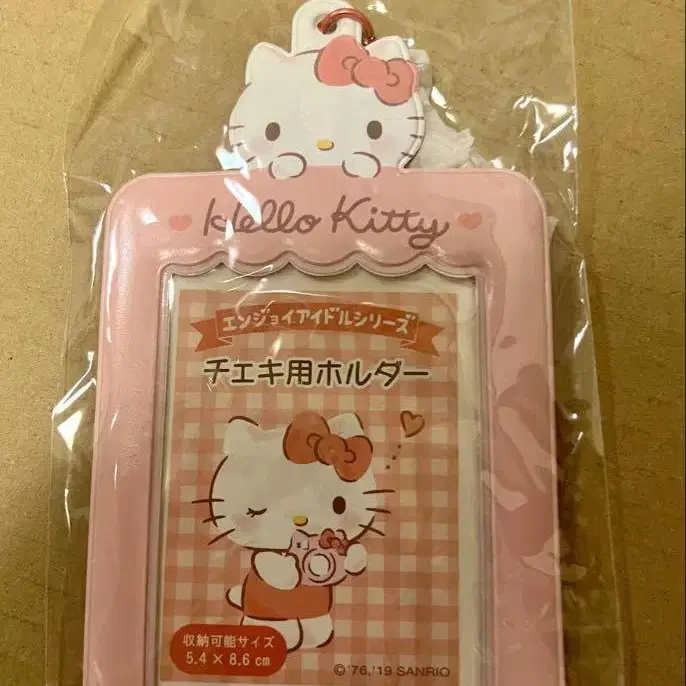 Hello Kitty
エンジョイアイドルシリーズ
チェキ用ホルダー
収納可能サイズ
5.4 × 8.6 cm
© '76, '19 SANRIO